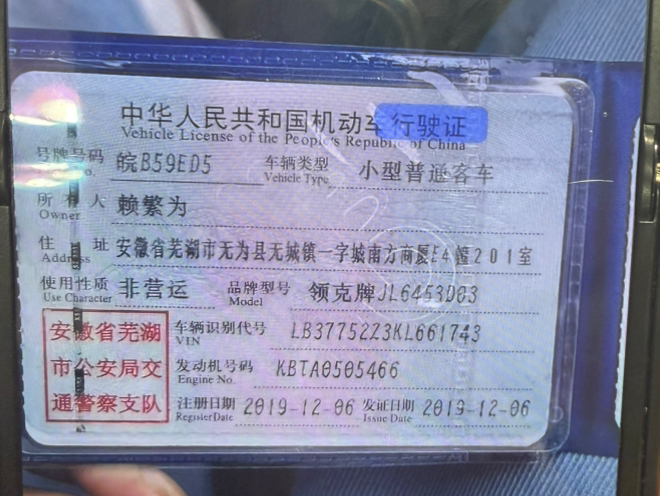 中华人民共和国机动车行驶证
Vehicle License of the People's Republic of China
号牌号码 皖B59ED5 车辆类型 小型普通客车
No. Vehicle Type
所有人 赖繁为
Owner
住址 安徽省芜湖市无为县无城镇一字城南方商厦E4幢201室
Address
使用性质 非营运 品牌型号 领克牌JL6453D03
Use Character Model
安徽省芜湖 车辆识别代号 LB3775223KL661743
VIN
市公安局交 发动机号码 KBTA0505466
Engine No.
通警察支队 注册日期 2019-12-06 发证日期 2019-12-06
Register Date Issue Date